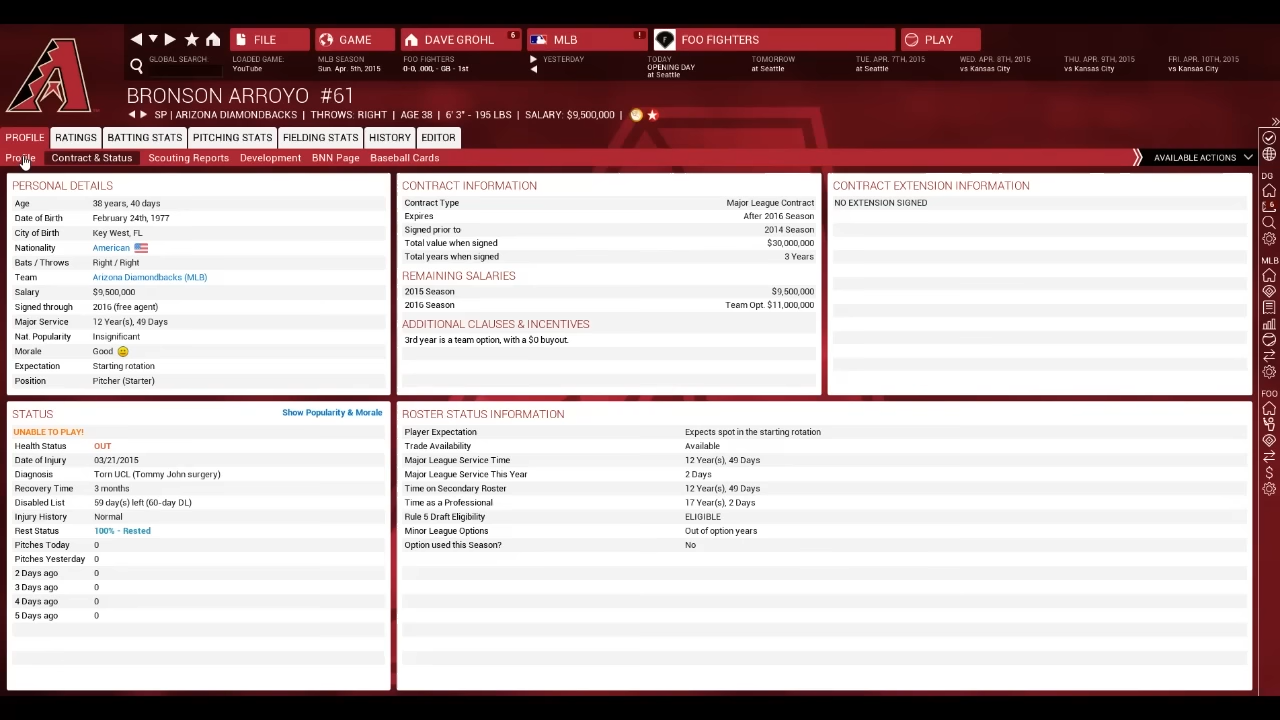 FILE
GAME
DAVE GROHL 6
MLB !
FOO FIGHTERS
PLAY
GLOBAL SEARCH:
LOADED GAME:
YouTube
MLB SEASON
Sun. Apr. 5th, 2015
FOO FIGHTERS
0-0, .000, - GB - 1st
YESTERDAY
TODAY
OPENING DAY
at Seattle
TOMORROW
at Seattle
TUE. APR. 7TH, 2015
at Seattle
WED. APR. 8TH, 2015
vs Kansas City
THU. APR. 9TH, 2015
vs Kansas City
FRI. APR. 10TH, 2015
vs Kansas City
BRONSON ARROYO #61
SP | ARIZONA DIAMONDBACKS | THROWS: RIGHT | AGE 38 | 6' 3" - 195 LBS | SALARY: $9,500,000 |
PROFILE RATINGS BATTING STATS PITCHING STATS FIELDING STATS HISTORY EDITOR
Profile Contract & Status Scouting Reports Development BNN Page Baseball Cards
AVAILABLE ACTIONS
PERSONAL DETAILS
Age 38 years, 40 days
Date of Birth February 24th, 1977
City of Birth Key West, FL
Nationality American
Bats / Throws Right / Right
Team Arizona Diamondbacks (MLB)
Salary $9,500,000
Signed through 2016 (free agent)
Major Service 12 Year(s), 49 Days
Nat. Popularity Insignificant
Morale Good
Expectation Starting rotation
Position Pitcher (Starter)
CONTRACT INFORMATION
Contract Type Major League Contract
Expires After 2016 Season
Signed prior to 2014 Season
Total value when signed $30,000,000
Total years when signed 3 Years
REMAINING SALARIES
2015 Season $9,500,000
2016 Season Team Opt. $11,000,000
ADDITIONAL CLAUSES & INCENTIVES
3rd year is a team option, with a $0 buyout.
CONTRACT EXTENSION INFORMATION
NO EXTENSION SIGNED
STATUS Show Popularity & Morale
UNABLE TO PLAY!
Health Status OUT
Date of Injury 03/21/2015
Diagnosis Torn UCL (Tommy John surgery)
Recovery Time 3 months
Disabled List 59 day(s) left (60-day DL)
Injury History Normal
Rest Status 100% - Rested
Pitches Today 0
Pitches Yesterday 0
2 Days ago 0
3 Days ago 0
4 Days ago 0
5 Days ago 0
ROSTER STATUS INFORMATION
Player Expectation Expects spot in the starting rotation
Trade Availability Available
Major League Service Time 12 Year(s), 49 Days
Major League Service This Year 2 Days
Time on Secondary Roster 12 Year(s), 49 Days
Time as a Professional 17 Year(s), 2 Days
Rule 5 Draft Eligibility ELIGIBLE
Minor League Options Out of option years
Option used this Season? No
DG
6
MLB
FOO